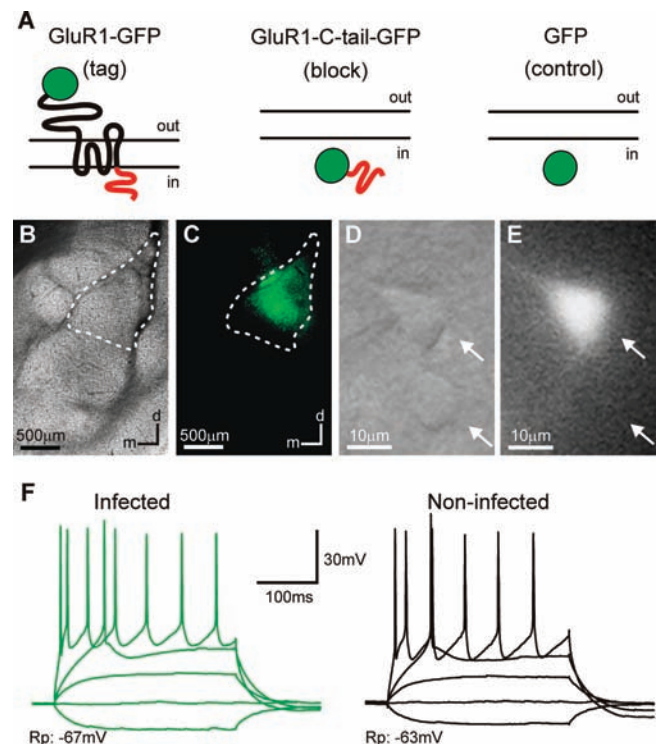 A
GluR1-GFP
(tag)
GluR1-C-tail-GFP
(block)
GFP
(control)
out
in
out
in
out
in
B
500μm
d
m
C
500μm
d
m
D
10μm
E
10μm
F
Infected
Non-infected
30mV
100ms
Rp: -67mV
Rp: -63mV